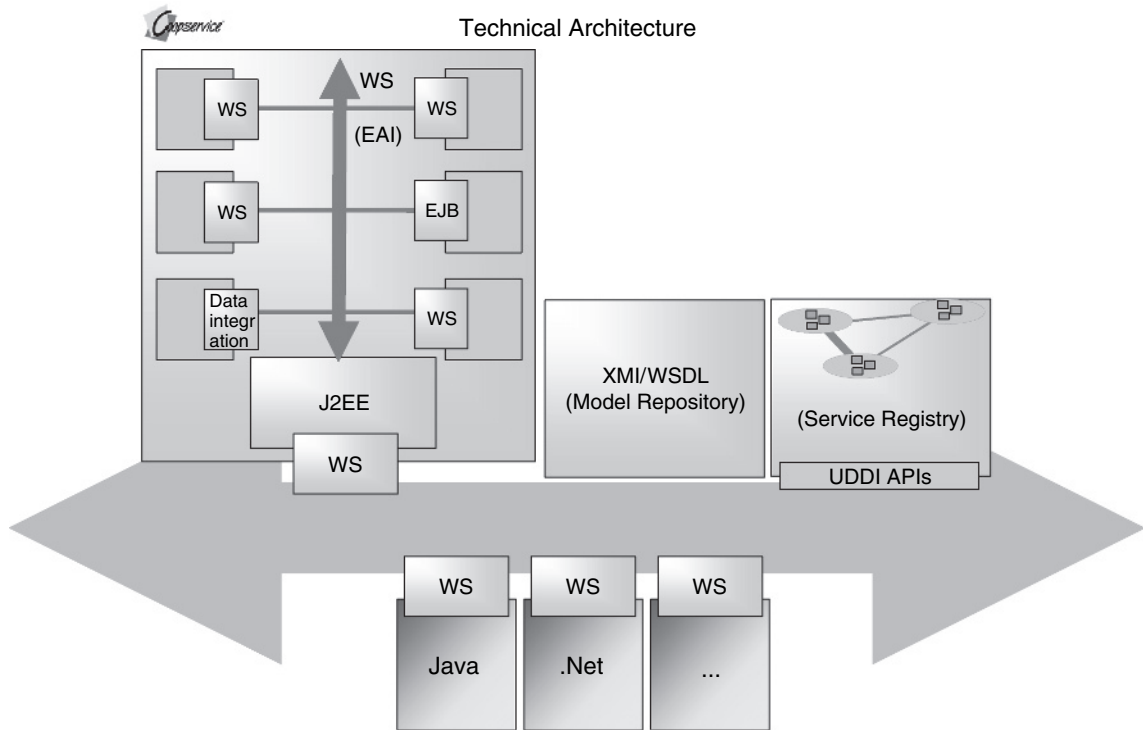 Coopservice
Technical Architecture
WS
(EAI)
WS
WS
WS
EJB
Data
integr
ation
WS
J2EE
WS
XMI/WSDL
(Model Repository)
(Service Registry)
UDDI APIs
WS
WS
WS
Java
.Net
...